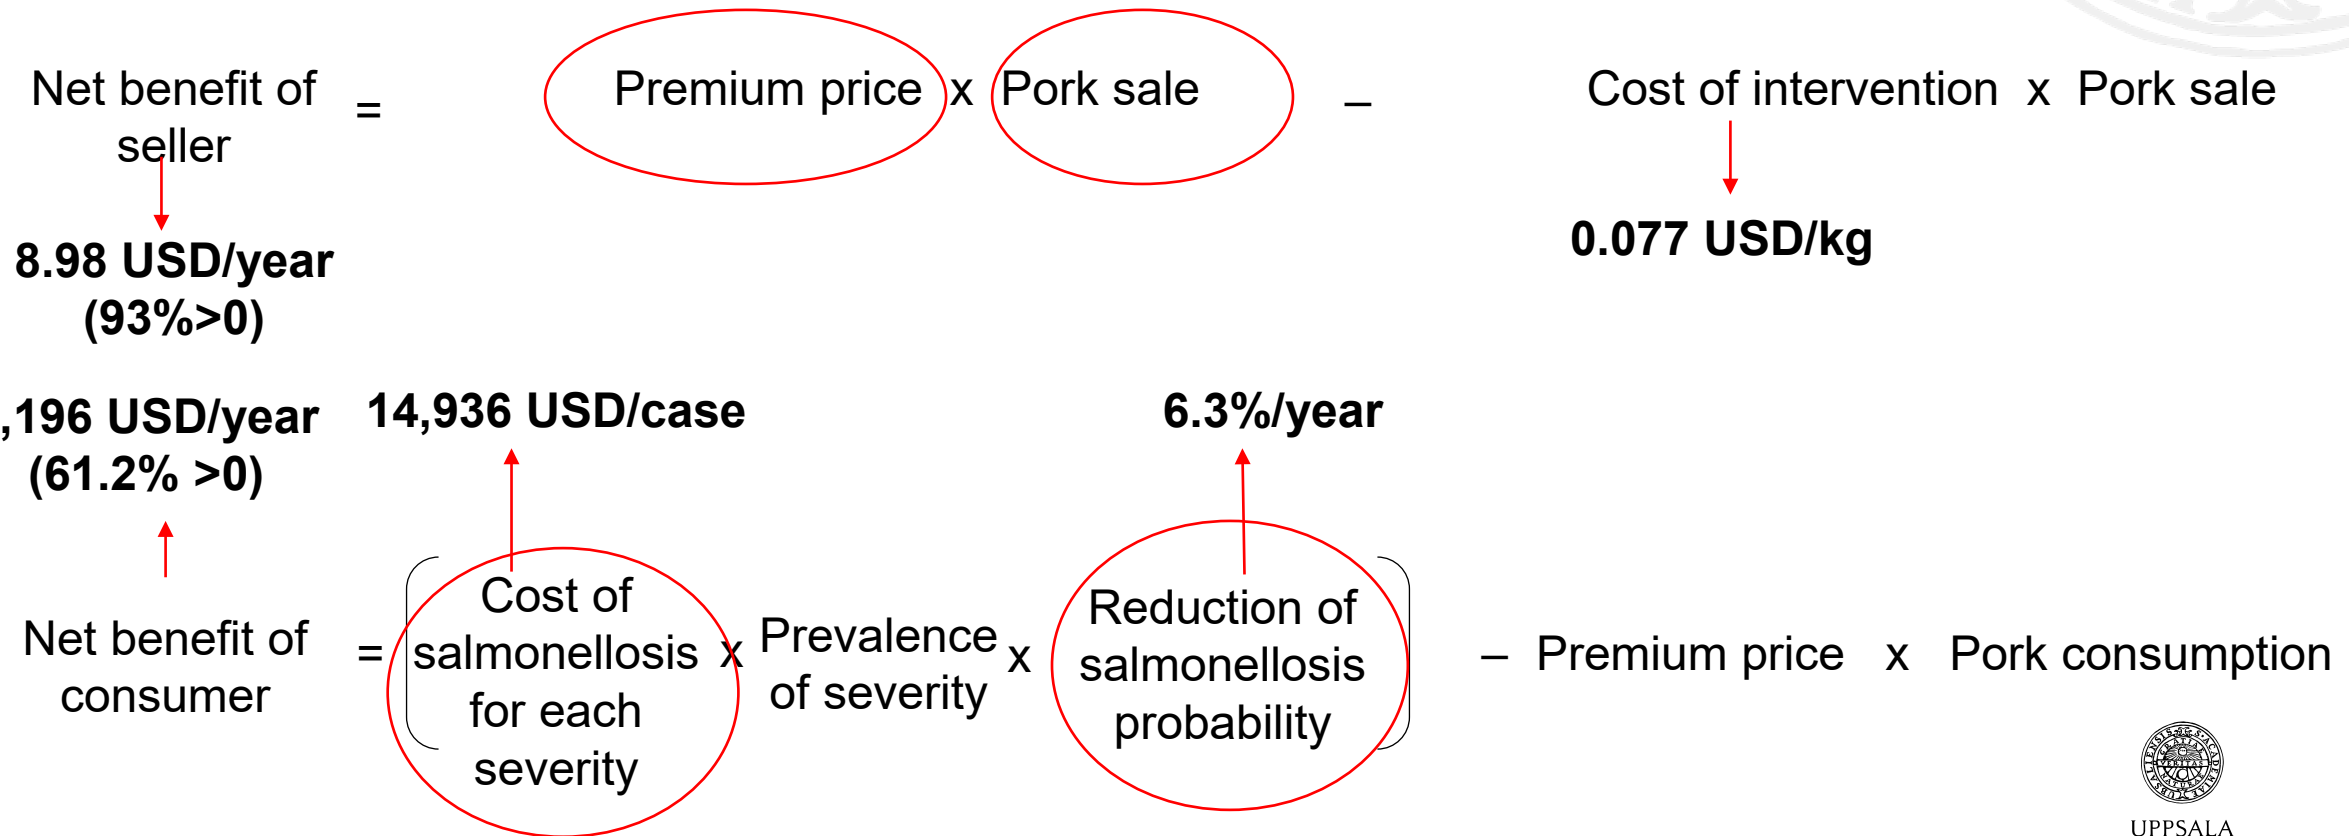 Net benefit of
seller
=
Premium price x Pork sale
–
Cost of intervention x Pork sale
8.98 USD/year
(93%>0)
0.077 USD/kg
,196 USD/year
(61.2% >0)
14,936 USD/case
6.3%/year
Net benefit of
consumer
=
Cost of
salmonellosis
for each
severity
x
Prevalence
of severity
x
Reduction of
salmonellosis
probability
– Premium price x Pork consumption
UPPSALA